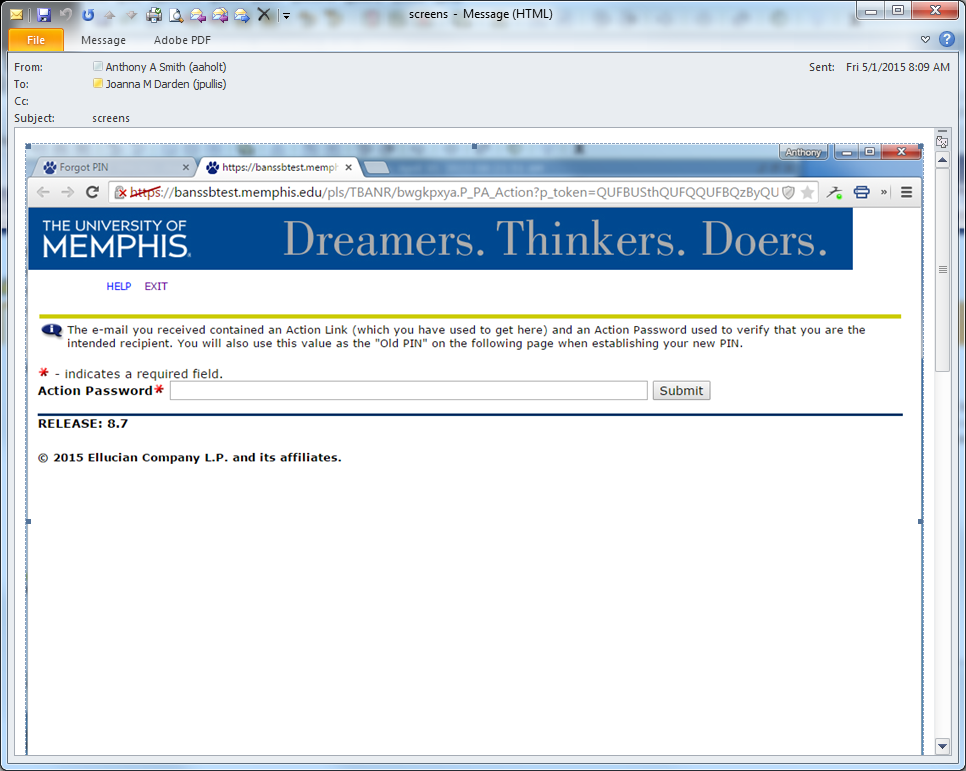 screens - Message (HTML)
File Message Adobe PDF
From: Anthony A Smith (aaholt) Sent: Fri 5/1/2015 8:09 AM
To: Joanna M Darden (jpullis)
Cc:
Subject: screens
Anthony
Forgot PIN https://banssbtest.memph
https://banssbtest.memphis.edu/pls/TBANR/bwgkpxya.P_PA_Action?p_token=QUFBUSthQUFQQUFBQzByQU
THE UNIVERSITY OF
MEMPHIS. Dreamers. Thinkers. Doers.
HELP EXIT
The e-mail you received contained an Action Link (which you have used to get here) and an Action Password used to verify that you are the
intended recipient. You will also use this value as the "Old PIN" on the following page when establishing your new PIN.
* - indicates a required field.
Action Password* Submit
RELEASE: 8.7
© 2015 Ellucian Company L.P. and its affiliates.